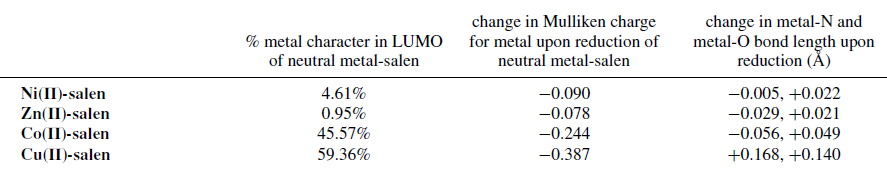 change in Mulliken charge change in metal-N and
% metal character in LUMO for metal upon reduction of metal-O bond length upon
of neutral metal-salen neutral metal-salen reduction (Å)
Ni(II)-salen 4.61% −0.090 −0.005, +0.022
Zn(II)-salen 0.95% −0.078 −0.029, +0.021
Co(II)-salen 45.57% −0.244 −0.056, +0.049
Cu(II)-salen 59.36% −0.387 +0.168, +0.140